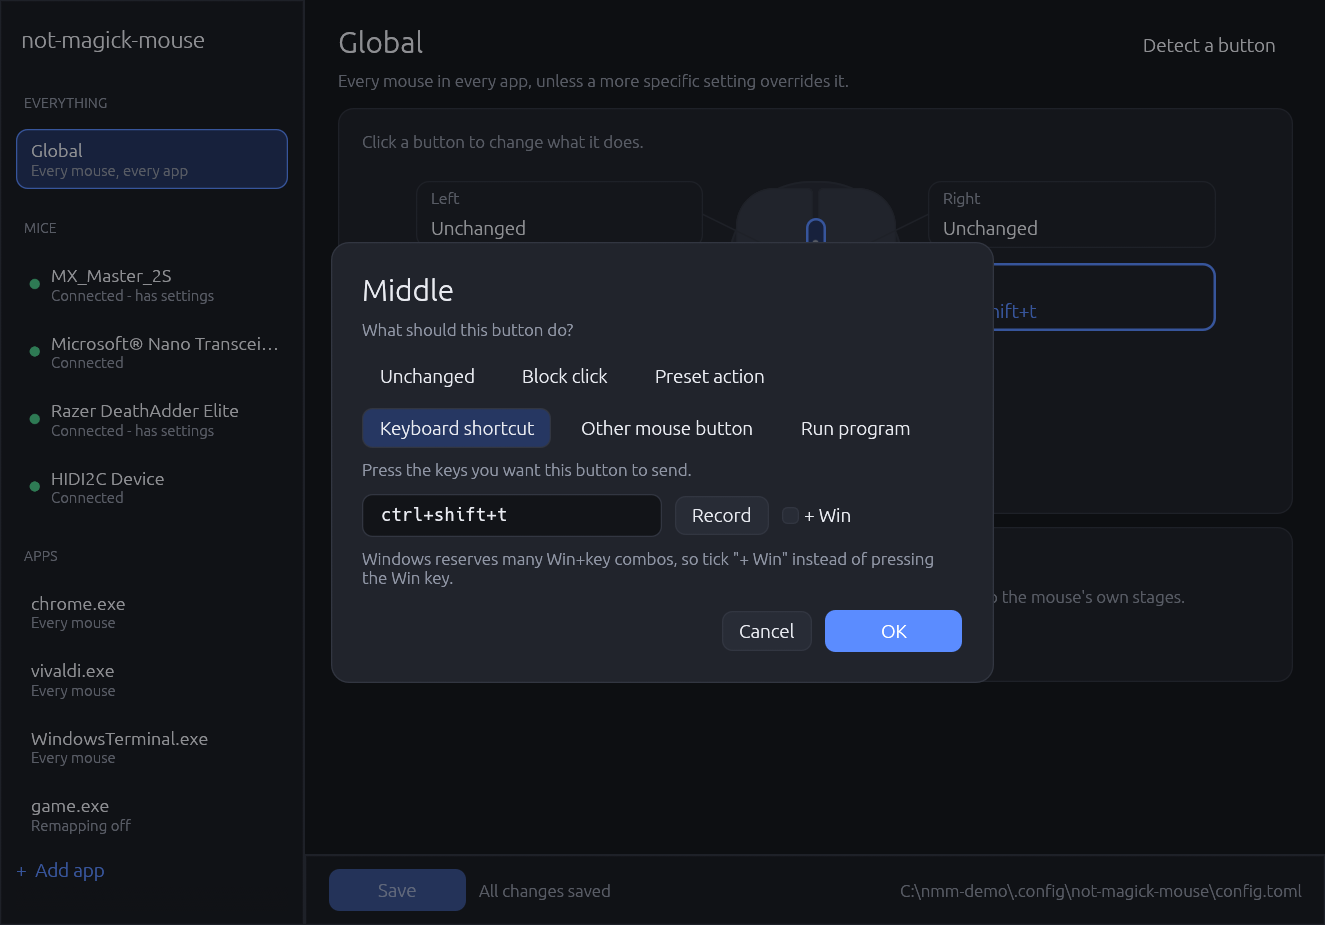 not-magick-mouse
EVERYTHING
Global
Every mouse, every app
MICE
MX_Master_2S
Connected - has settings
Microsoft® Nano Transcei...
Connected
Razer DeathAdder Elite
Connected - has settings
HIDI2C Device
Connected
APPS
chrome.exe
Every mouse
vivaldi.exe
Every mouse
WindowsTerminal.exe
Every mouse
game.exe
Remapping off
+ Add app
Global
Detect a button
Every mouse in every app, unless a more specific setting overrides it.
Click a button to change what it does.
Left
Unchanged
Right
Unchanged
Middle
What should this button do?
Unchanged
Block click
Preset action
Keyboard shortcut
Other mouse button
Run program
Press the keys you want this button to send.
ctrl+shift+t
Record
+ Win
Windows reserves many Win+key combos, so tick "+ Win" instead of pressing
the Win key.
Cancel
OK
the mouse's own stages.
Save
All changes saved
C:\nmm-demo\.config\not-magick-mouse\config.toml